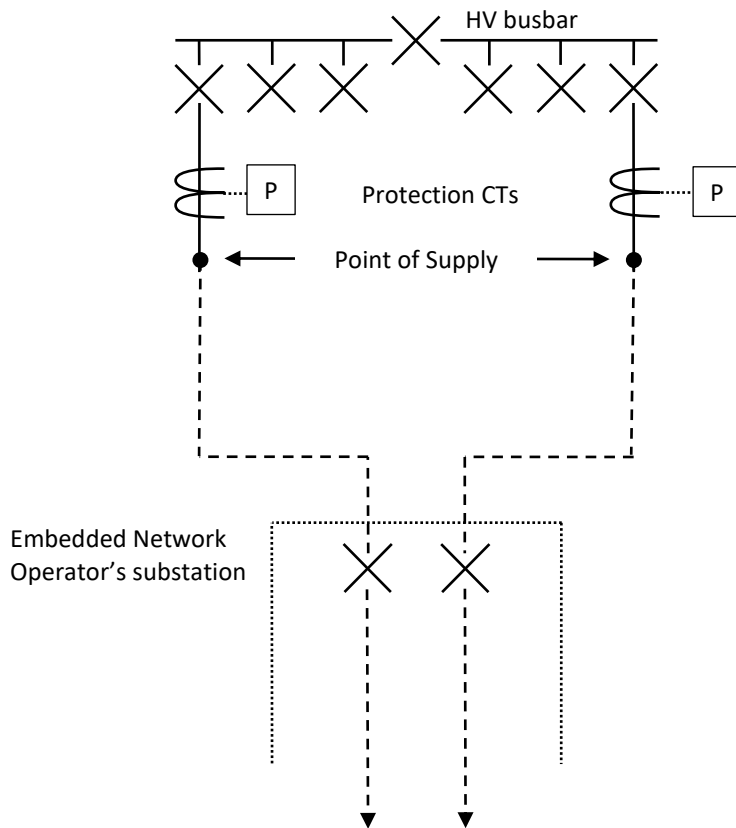 HV busbar
P
Protection CTs
P
Point of Supply
Embedded Network
Operator’s substation